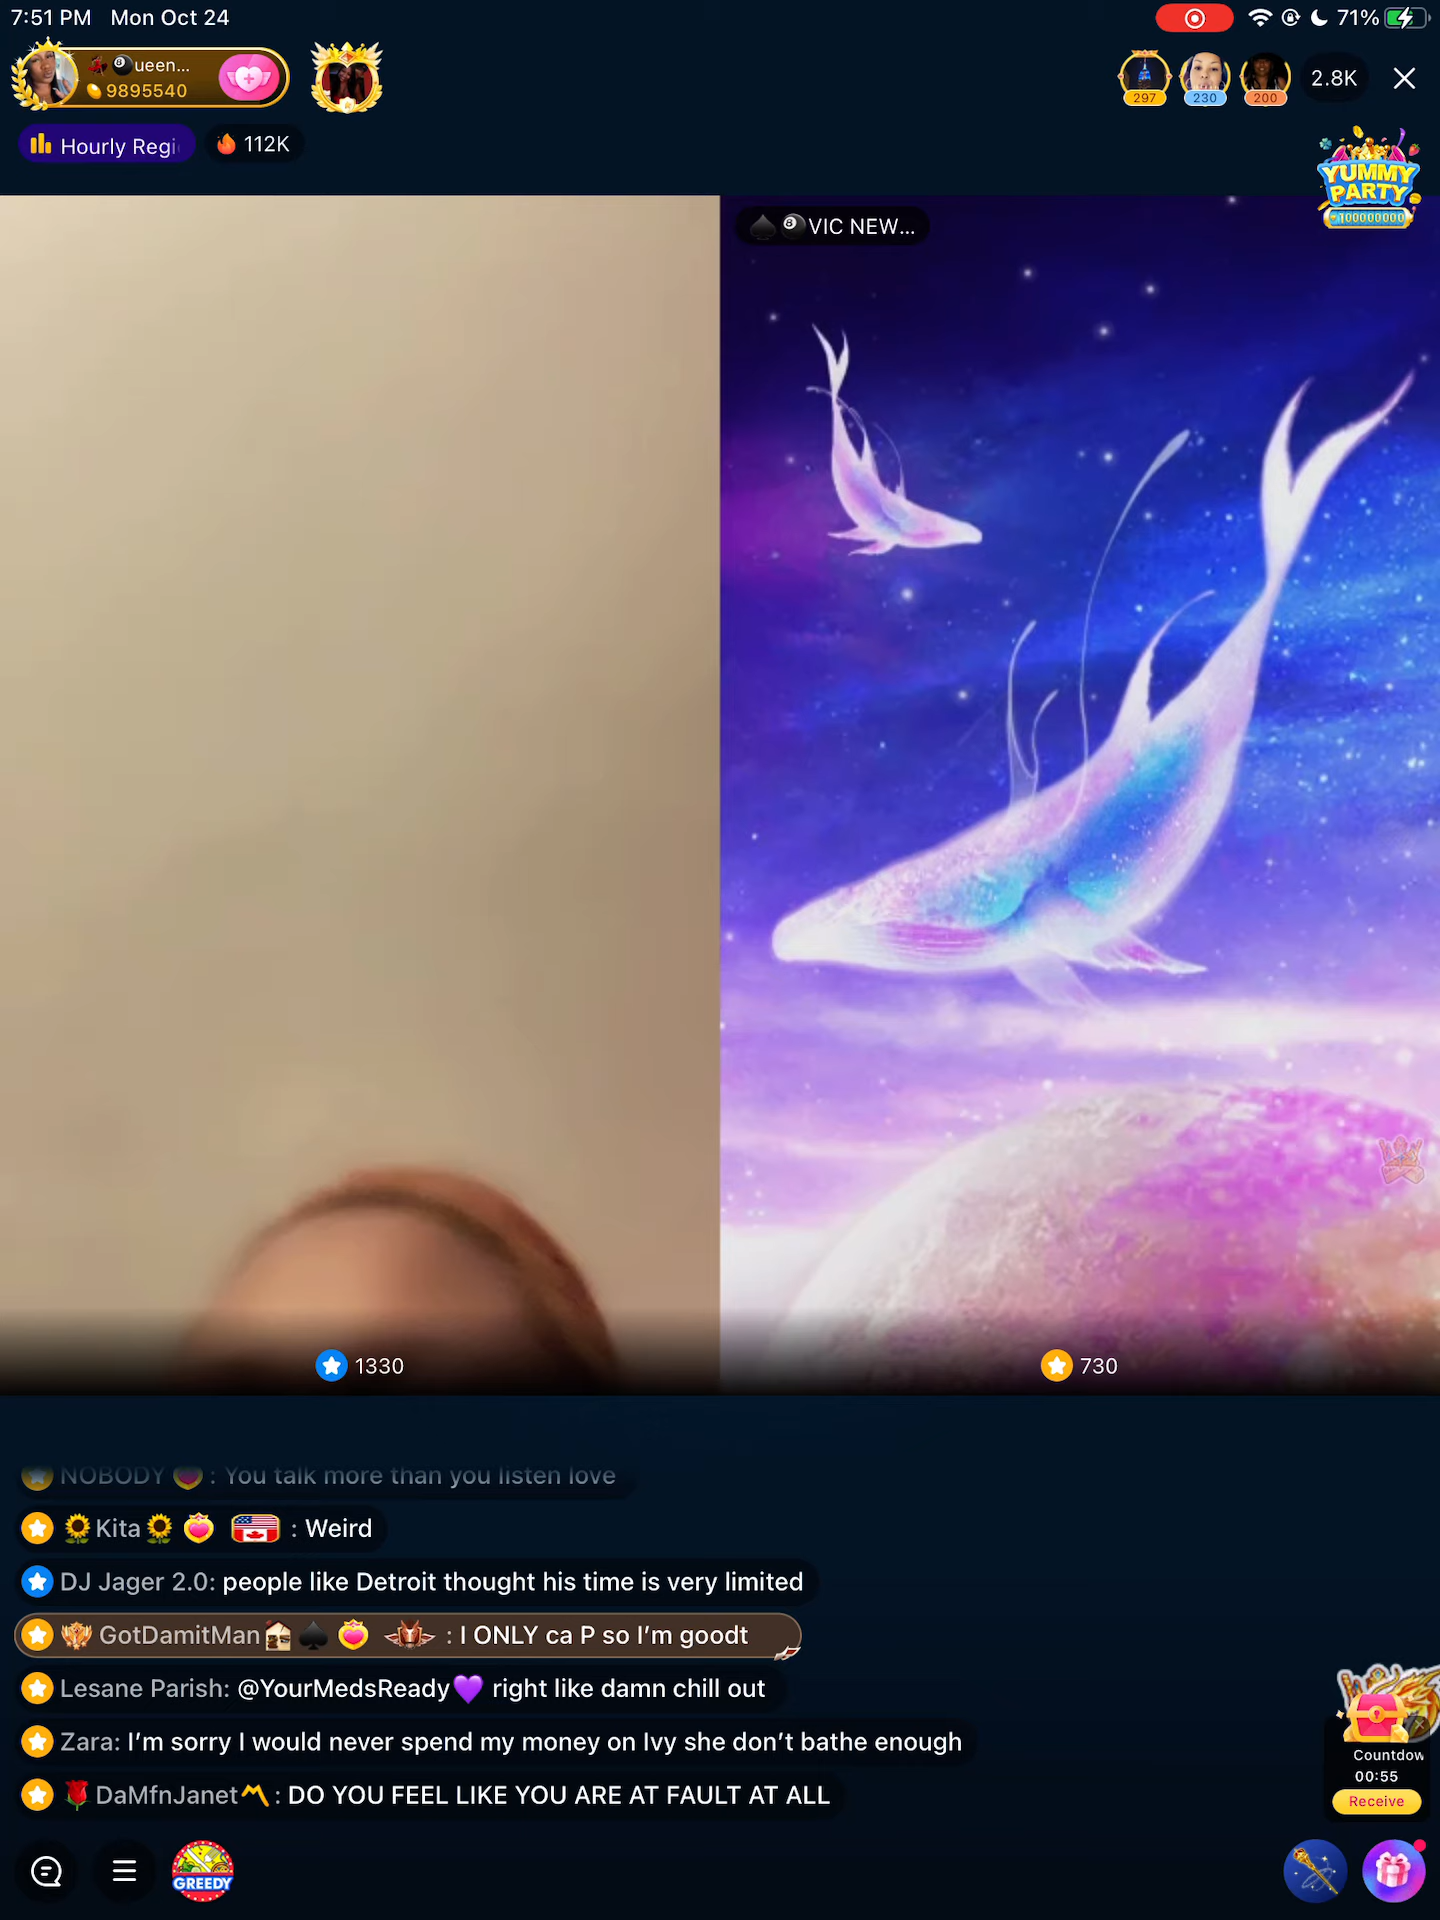 7:51 PM Mon Oct 24
71%
ueen...
9895540
297
230
200
2.8K
Hourly Regi
112K
YUMMY
PARTY
100000000
8 VIC NEW...
1330
730
NOBODY : You talk more than you listen love
Kita : Weird
DJ Jager 2.0: people like Detroit thought his time is very limited
GotDamitMan : I ONLY ca P so I'm goodt
Lesane Parish: @YourMedsReady💜 right like damn chill out
Zara: I'm sorry I would never spend my money on Ivy she don't bathe enough
DaMfnJanet : DO YOU FEEL LIKE YOU ARE AT FAULT AT ALL
Countdow
00:55
Receive
GREEDY